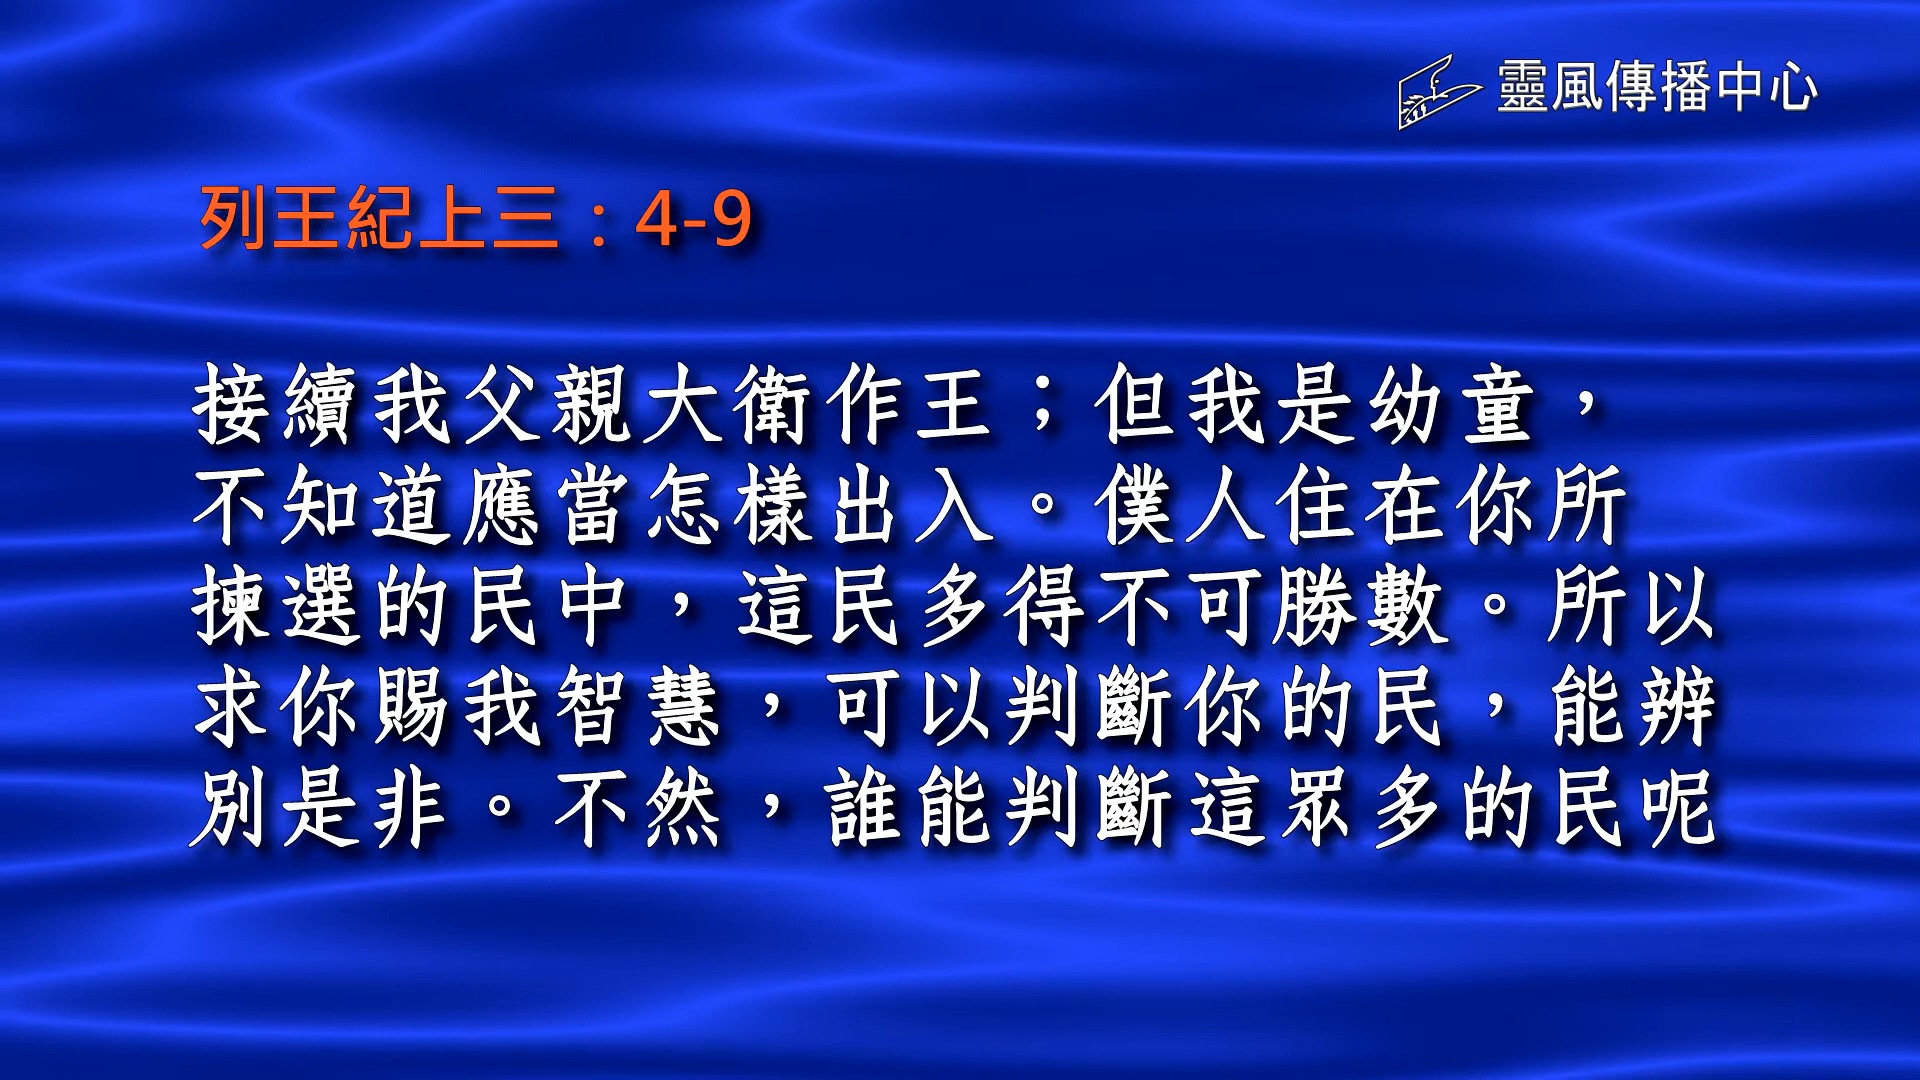 靈風傳播中心
列王紀上三：4-9
接續我父親大衛作王；但我是幼童，
不知道應當怎樣出入。僕人住在你所
揀選的民中，這民多得不可勝數。所以
求你賜我智慧，可以判斷你的民，能辨
別是非。不然，誰能判斷這眾多的民呢